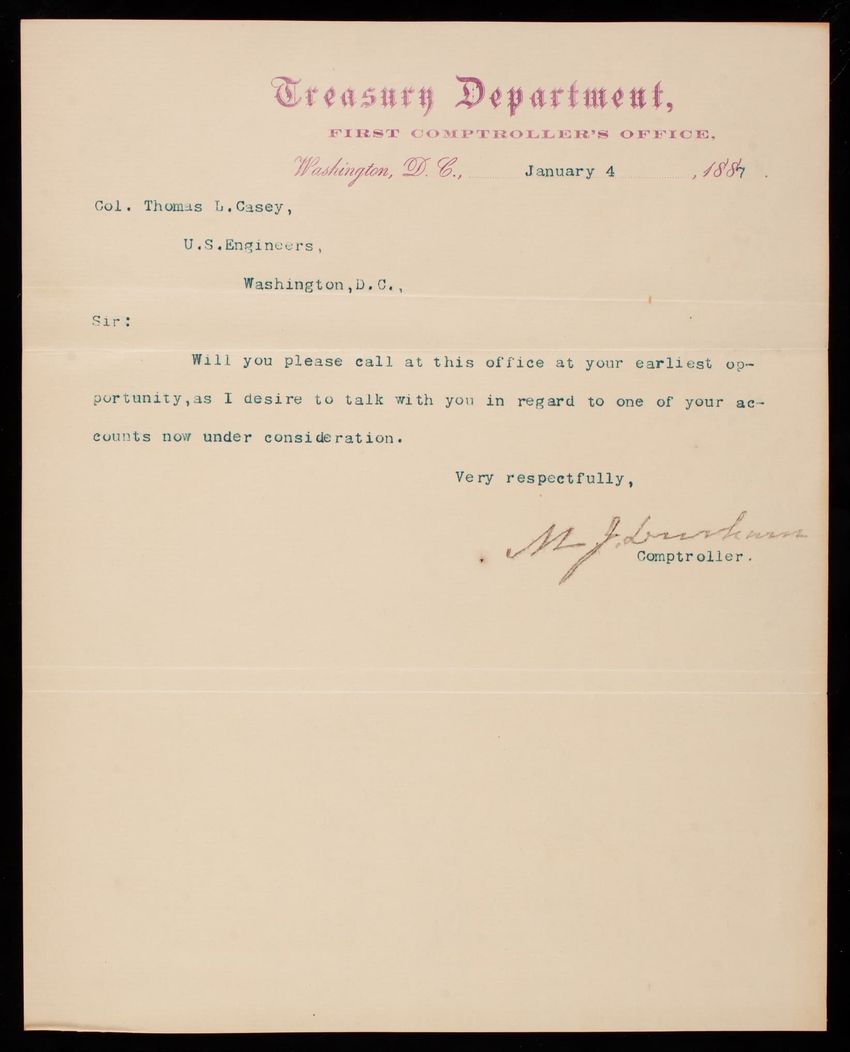 Treasury Department,
FIRST COMPTROLLER'S OFFICE,
Washington, D. C., January 4, 1887.
Col. Thomas L.Casey,
U.S.Engineers,
Washington,D.C.,
Sir:
Will you please call at this office at your earliest op-
portunity,as I desire to talk with you in regard to one of your ac-
counts now under consideration.
Very respectfully,
M J. Durham
Comptroller.